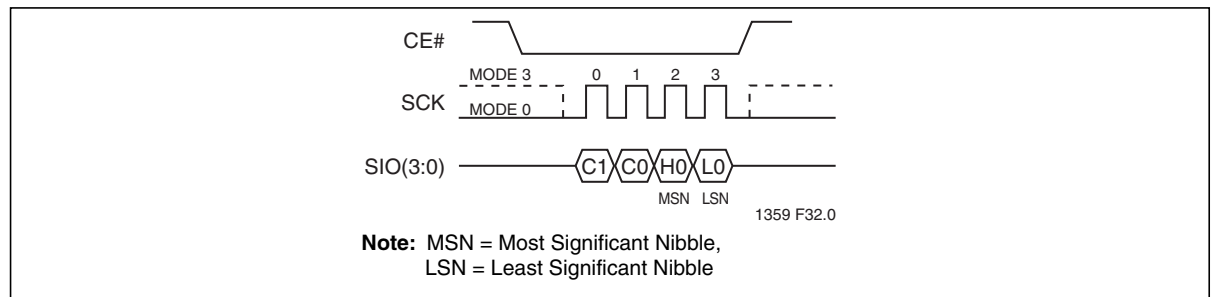 CE#
MODE 3 0 1 2 3
SCK
MODE 0
SIO(3:0) C1 C0 H0 L0
MSN LSN
1359 F32.0
Note: MSN = Most Significant Nibble,
LSN = Least Significant Nibble